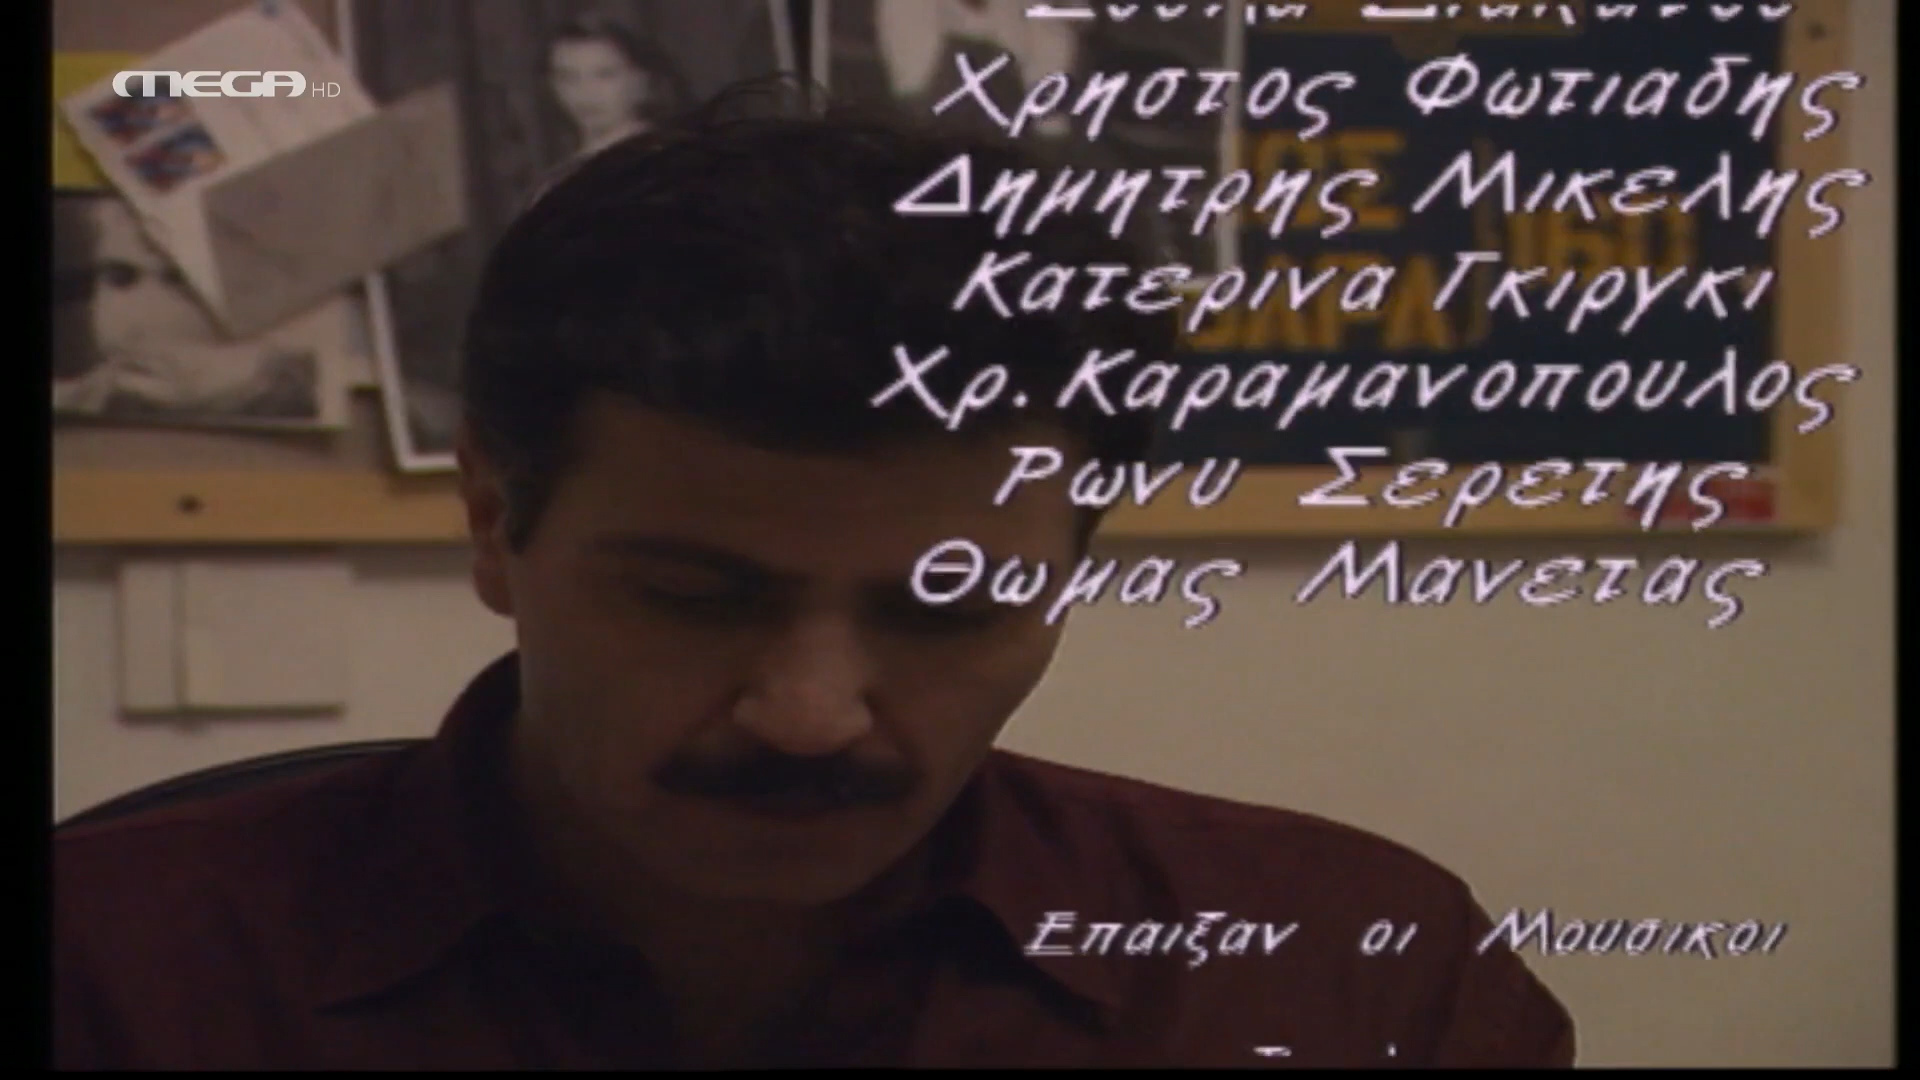 MEGA HD
Χρηστος Φωτιαδης
Δημητρης Μικελης
Κατερινα Γκιργκι
Χρ. Καραμανοπουλος
Ρωνυ Σερετης
Θωμας Μανετας
Επαιξαν οι Μουσικοι